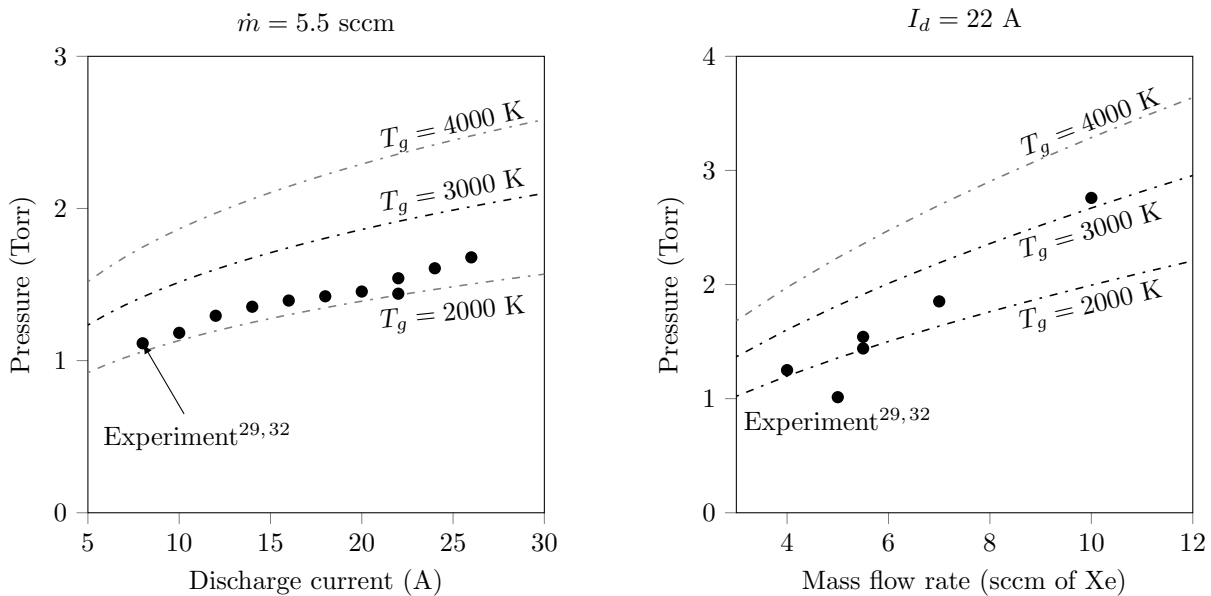 ṁ = 5.5 sccm
3
2
1
0
Pressure (Torr)
T_g = 4000 K
T_g = 3000 K
T_g = 2000 K
Experiment^{29,32}
5 10 15 20 25 30
Discharge current (A)
I_d = 22 A
4
3
2
1
0
Pressure (Torr)
T_g = 4000 K
T_g = 3000 K
T_g = 2000 K
Experiment^{29,32}
4 6 8 10 12
Mass flow rate (sccm of Xe)